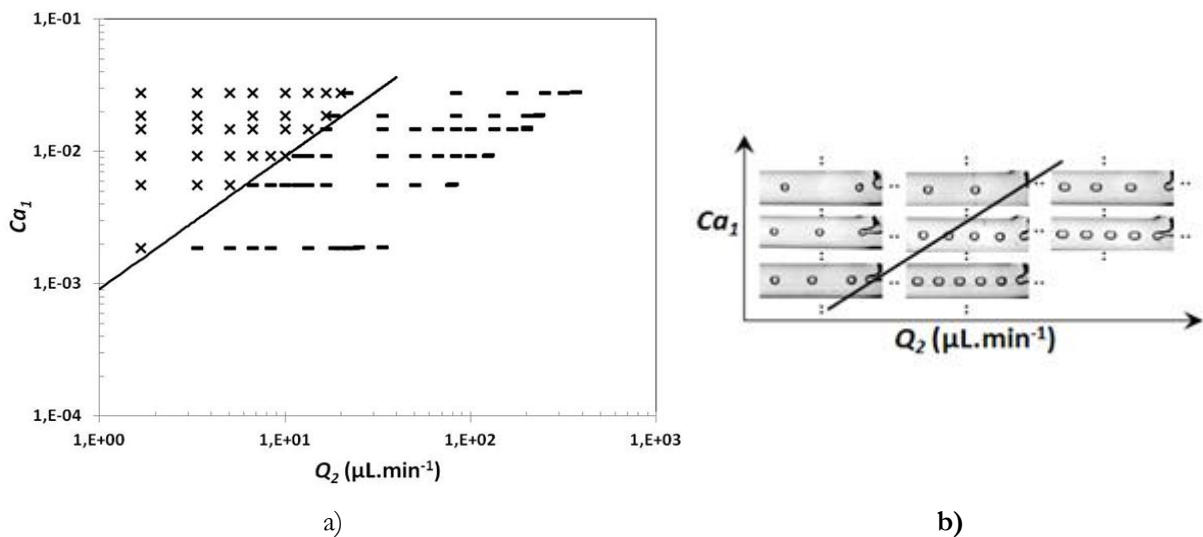 1,E-01
1,E-02
1,E-03
1,E-04
Ca₁
1,E+00 1,E+01 1,E+02 1,E+03
Q₂ (µL.min⁻¹)
a)
Ca₁
Q₂ (µL.min⁻¹)
b)